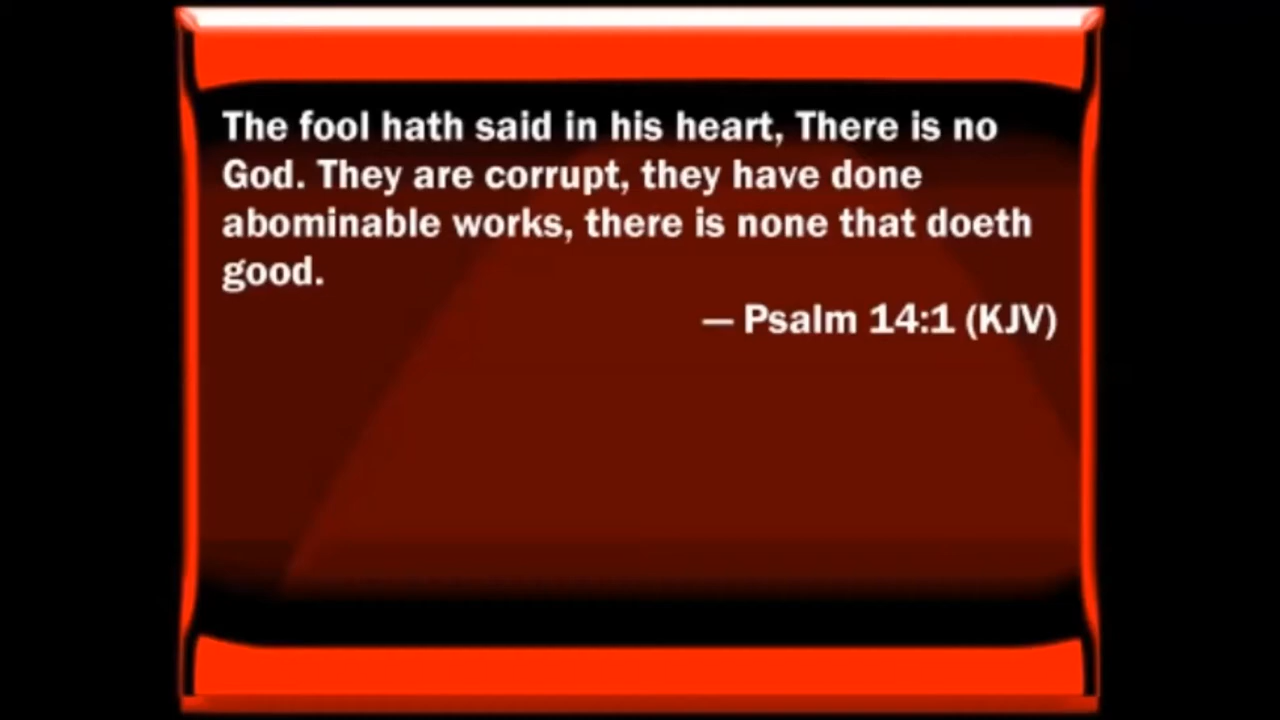 The fool hath said in his heart, There is no
God. They are corrupt, they have done
abominable works, there is none that doeth
good.
— Psalm 14:1 (KJV)